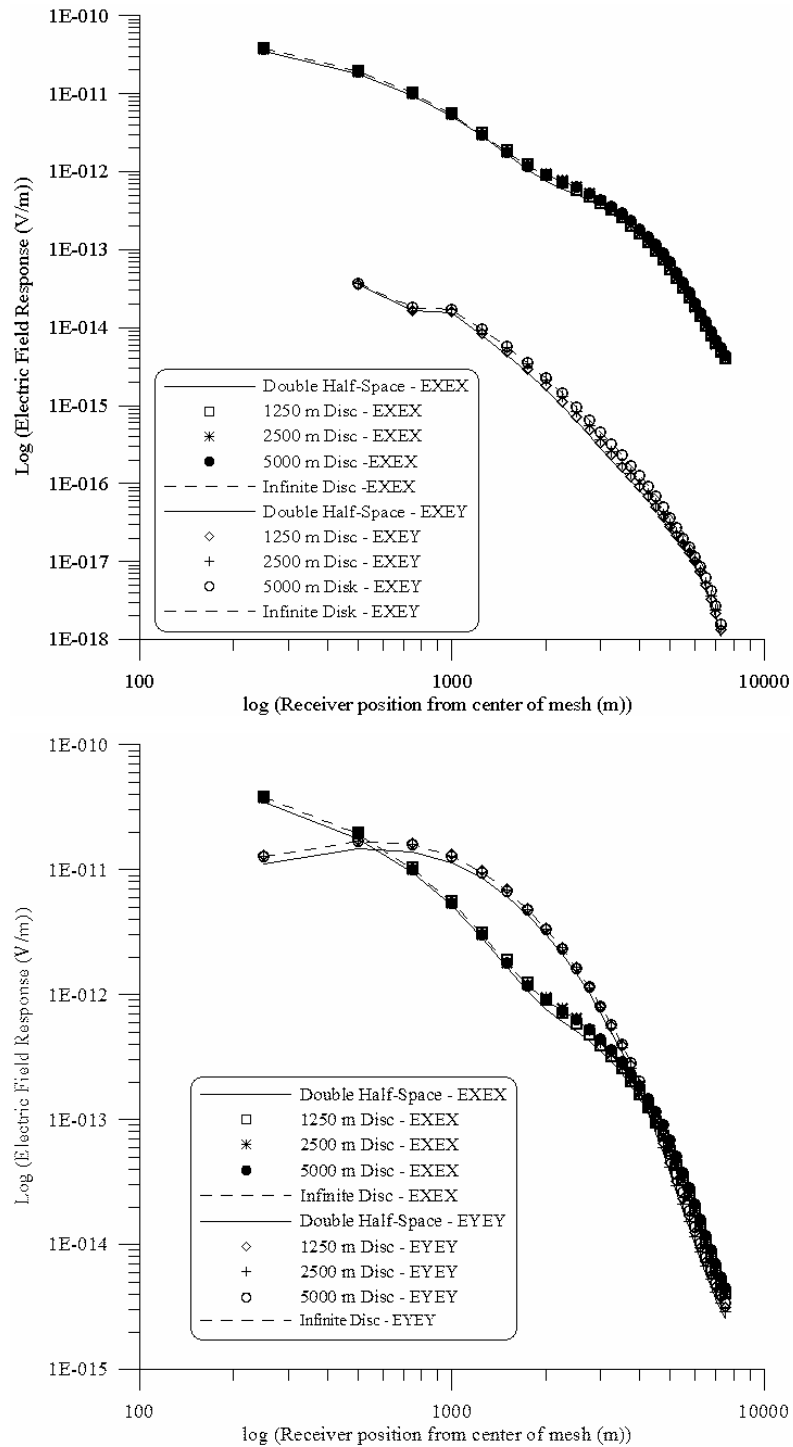 1E-010
1E-011
1E-012
1E-013
1E-014
1E-015
1E-016
1E-017
1E-018
Log (Electric Field Response (V/m))
Double Half-Space - EXEX
1250 m Disc - EXEX
2500 m Disc - EXEX
5000 m Disc -EXEX
Infinite Disc -EXEX
Double Half-Space - EXEY
1250 m Disc - EXEY
2500 m Disc - EXEY
5000 m Disk - EXEY
Infinite Disk - EXEY
100
1000
10000
log (Receiver position from center of mesh (m))
1E-010
1E-011
1E-012
1E-013
1E-014
1E-015
Log (Electric Field Response (V/m))
Double Half-Space - EXEX
1250 m Disc - EXEX
2500 m Disc - EXEX
5000 m Disc - EXEX
Infinite Disc - EXEX
Double Half-Space - EYEY
1250 m Disc - EYEY
2500 m Disc - EYEY
5000 m Disc - EYEY
Infinite Disc - EYEY
100
1000
10000
log (Receiver position from center of mesh (m))